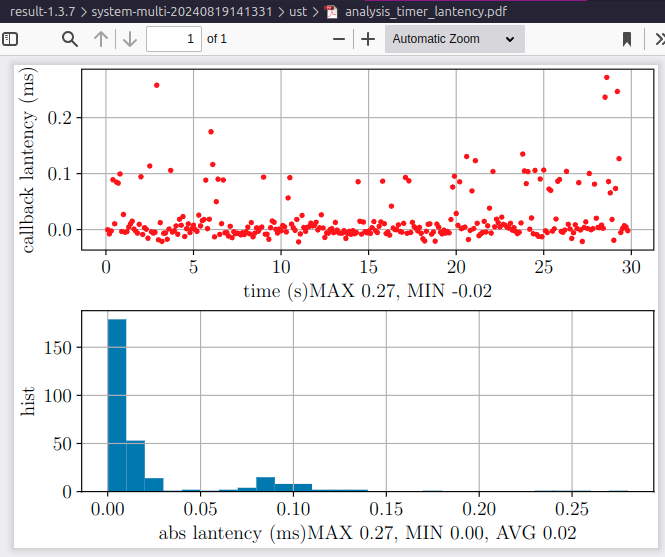 result-1.3.7 > system-multi-20240819141331 > ust > analysis_timer_lantency.pdf
1 of 1 Automatic Zoom
callback lantency (ms)
0.2
0.1
0.0
0 5 10 15 20 25 30
time (s)MAX 0.27, MIN -0.02
hist
150
100
50
0
0.00 0.05 0.10 0.15 0.20 0.25
abs lantency (ms)MAX 0.27, MIN 0.00, AVG 0.02